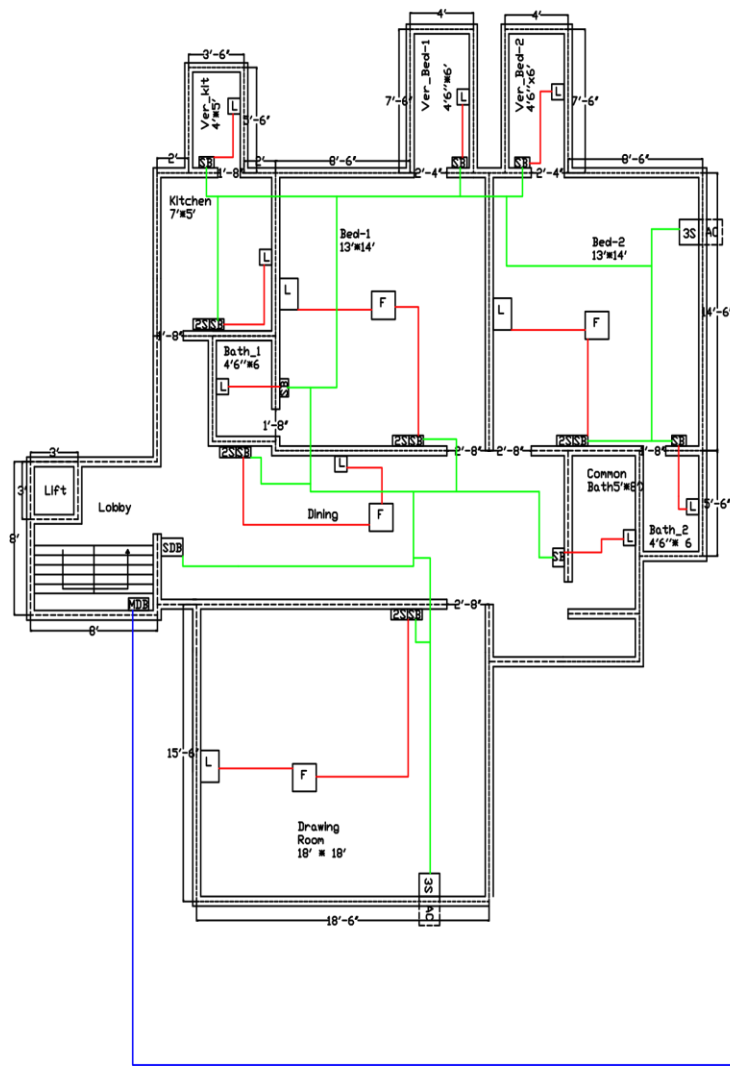 4'
4'
3'-6"
Ver_kit
4'*5'
L
5'-6"
7'-6"
Ver_Bed-1
4'6"*6'
L
Ver_Bed-2
4'6"x6'
L
7'-6"
2'
SB
1'-8"
2'
8'-6"
SB
2'-4"
SB
2'-4"
8'-6"
Kitchen
7'*5'
Bed-1
13'*14'
Bed-2
13'*14'
3S
AC
L
L
F
L
F
14'-6"
2S
SB
1'-8"
Bath_1
4'6"*6
L
SB
1'-8"
2S
SB
2S
SB
2'-8"
2'-8"
2S
SB
SB
3'
3'
Lift
Lobby
8'
L
Dining
F
Common
Bath5'*8'
L
5'-6"
Bath_2
4'6"* 6
L
SDB
SB
MDB
8'
2S
SB
2'-8"
15'-6"
L
F
Drawing
Room
18' * 18'
3S
AC
18'-6"